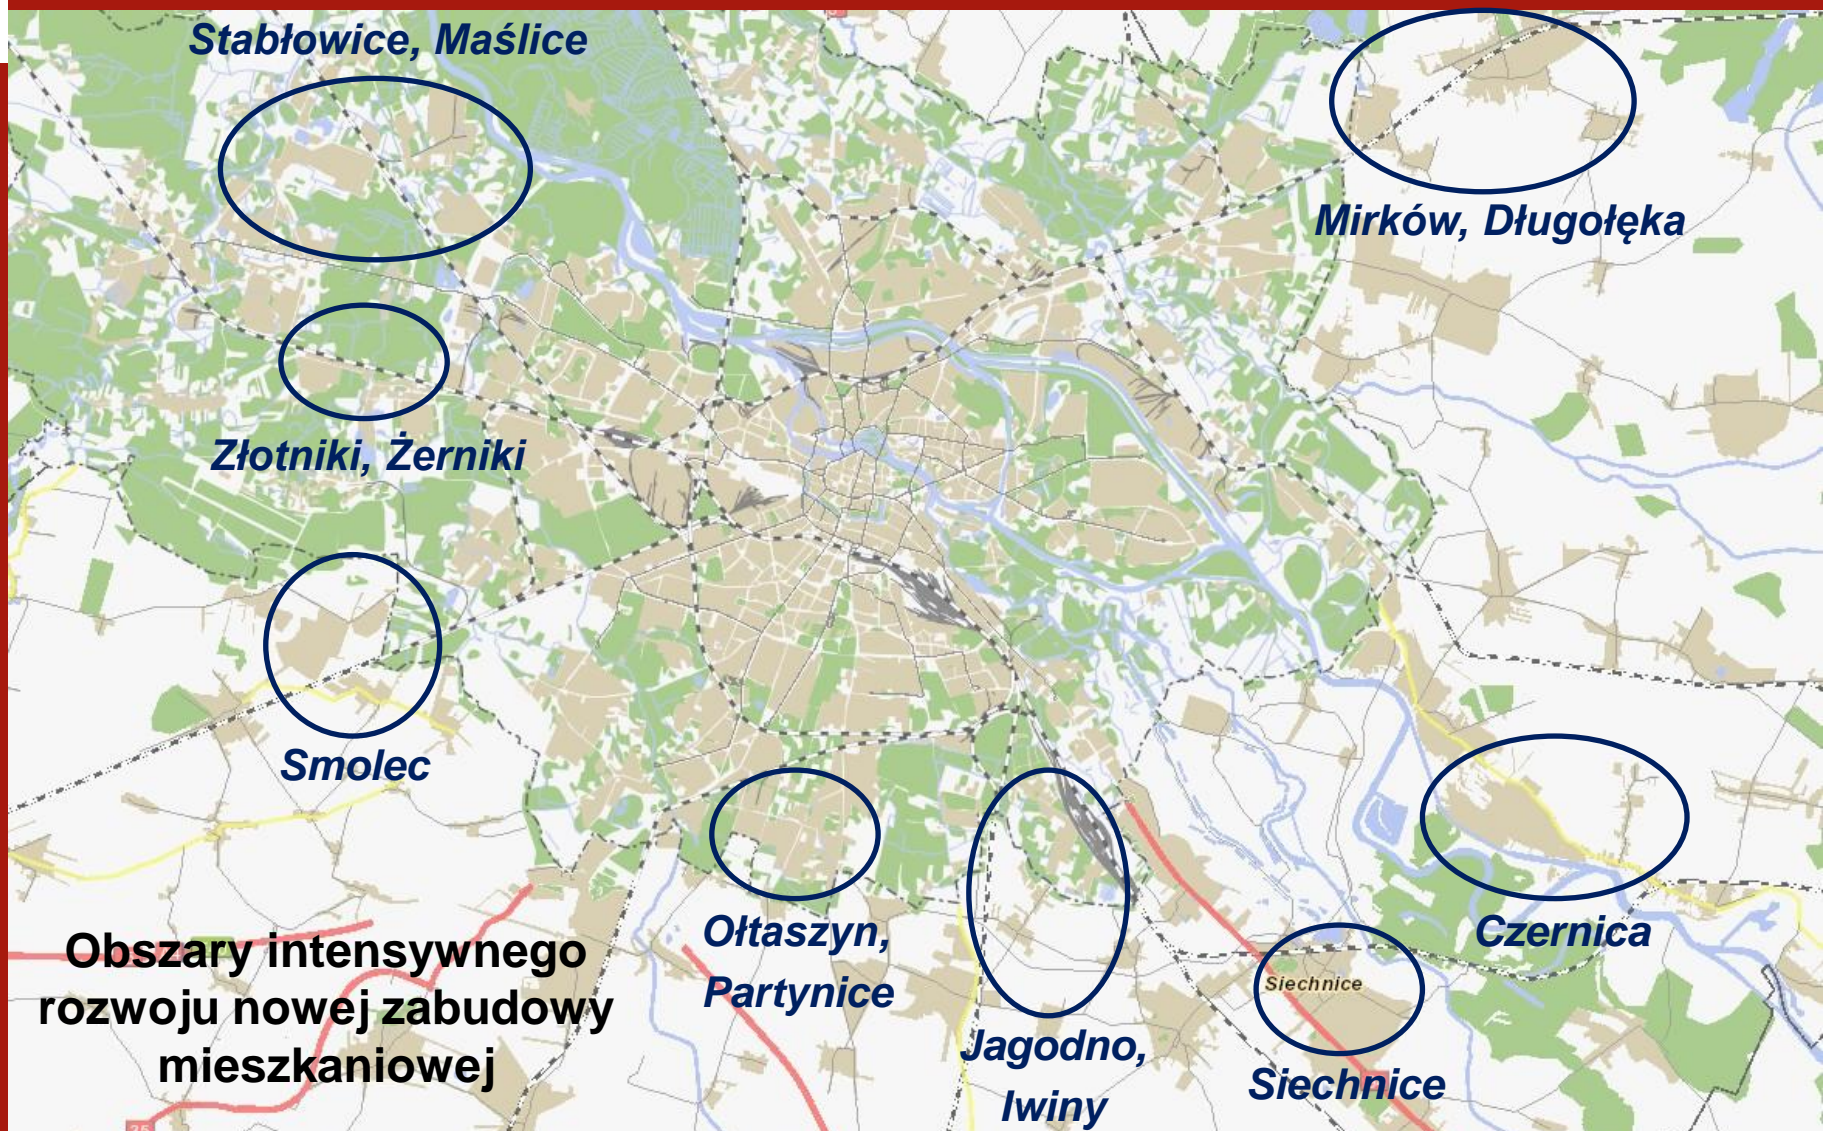 Stabłowice, Maślice
Mirków, Długołęka
Złotniki, Żerniki
Smolec
Ołtaszyn,
Partynice
Czernica
Obszary intensywnego
rozwoju nowej zabudowy
mieszkaniowej
Siechnice
Jagodno,
Iwiny
Siechnice